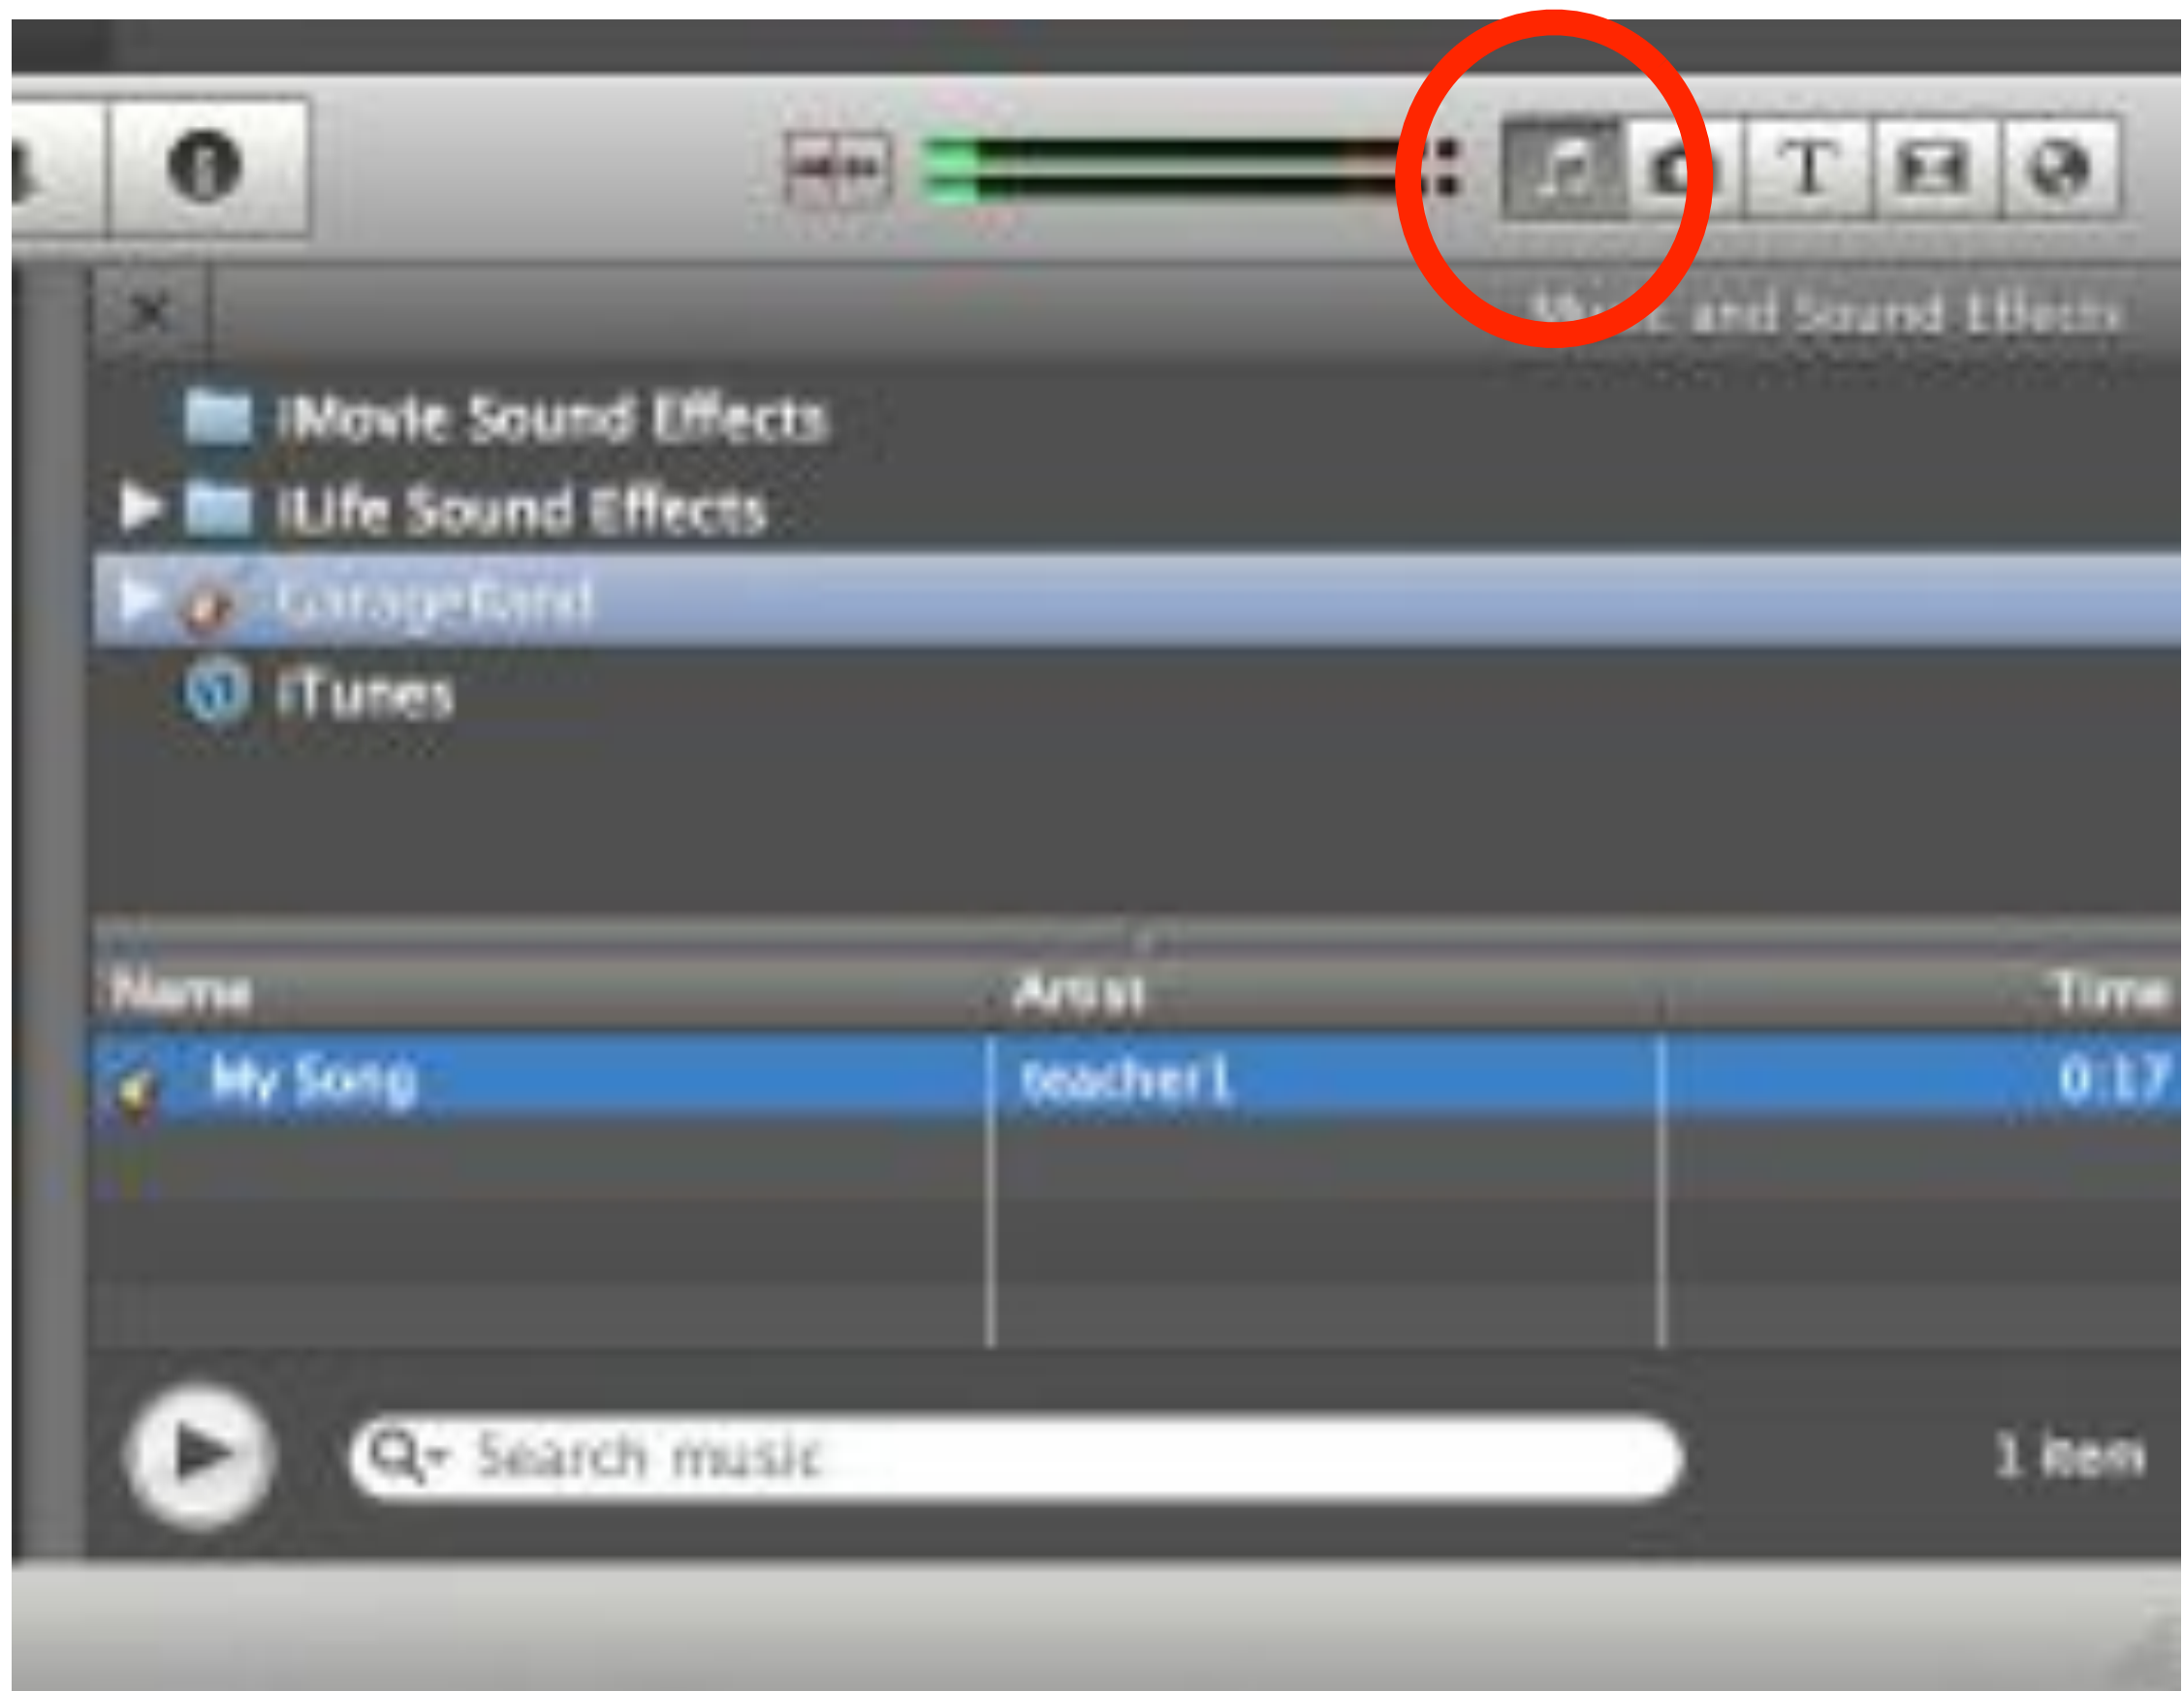 T
Music and Sound Effects
iMovie Sound Effects
iLife Sound Effects
GarageBand
iTunes
Name Artist Time
My Song teacher1 0:17
Search music 1 item